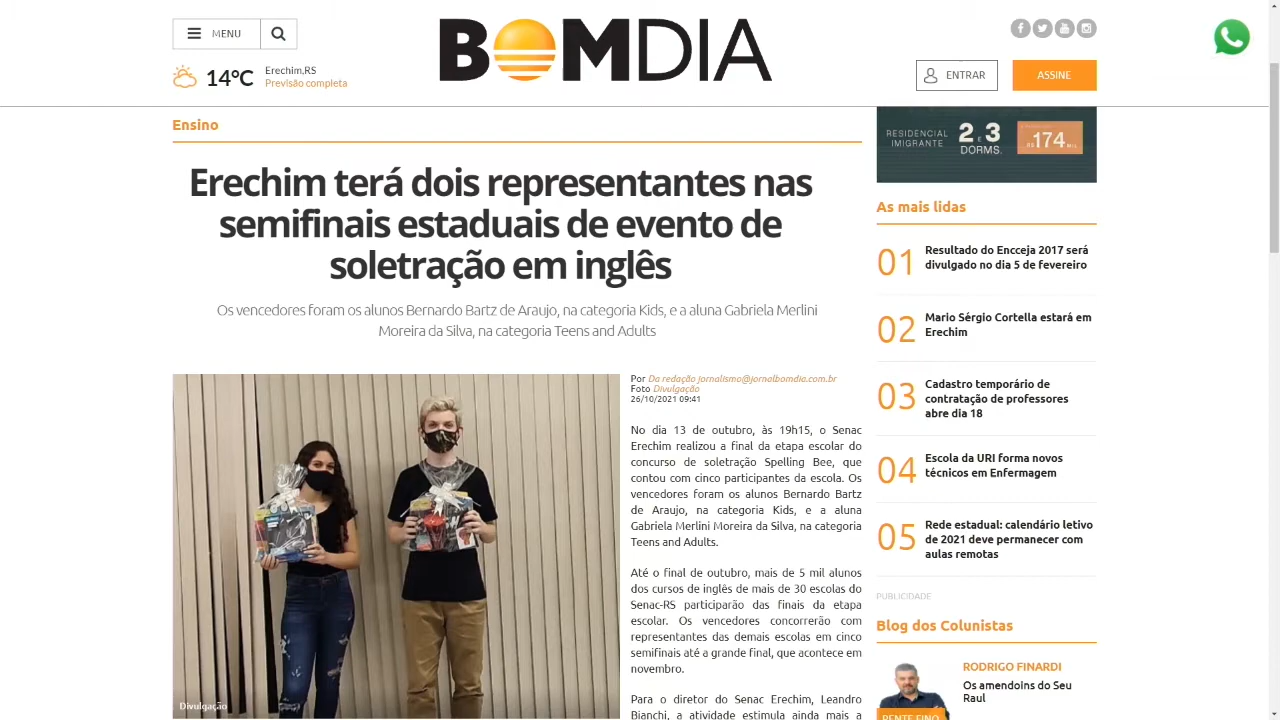 MENU
14°C
Erechim,RS
Previsão completa
BOMDIA
ENTRAR
ASSINE
Ensino
Erechim terá dois representantes nas
semifinais estaduais de evento de
soletração em inglês
Os vencedores foram os alunos Bernardo Bartz de Araujo, na categoria Kids, e a aluna Gabriela Merlini
Moreira da Silva, na categoria Teens and Adults
Divulgação
Por Da redação jornalismo@jornalbomdia.com.br
Foto Divulgação
26/10/2021 09:41
No dia 13 de outubro, às 19h15, o Senac
Erechim realizou a final da etapa escolar do
concurso de soletração Spelling Bee, que
contou com cinco participantes da escola. Os
vencedores foram os alunos Bernardo Bartz
de Araujo, na categoria Kids, e a aluna
Gabriela Merlini Moreira da Silva, na categoria
Teens and Adults.
Até o final de outubro, mais de 5 mil alunos
dos cursos de inglês de mais de 30 escolas do
Senac-RS participarão das finais da etapa
escolar. Os vencedores concorrerão com
representantes das demais escolas em cinco
semifinais até a grande final, que acontece em
novembro.
Para o diretor do Senac Erechim, Leandro
Bianchi, a atividade estimula ainda mais a
RESIDENCIAL
IMIGRANTE
2 E 3
DORMS.
R$ 174 MIL
As mais lidas
01
Resultado do Encceja 2017 será
divulgado no dia 5 de fevereiro
02
Mario Sérgio Cortella estará em
Erechim
03
Cadastro temporário de
contratação de professores
abre dia 18
04
Escola da URI forma novos
técnicos em Enfermagem
05
Rede estadual: calendário letivo
de 2021 deve permanecer com
aulas remotas
PUBLICIDADE
Blog dos Colunistas
RODRIGO FINARDI
Os amendoins do Seu
Raul
PENTE FINO